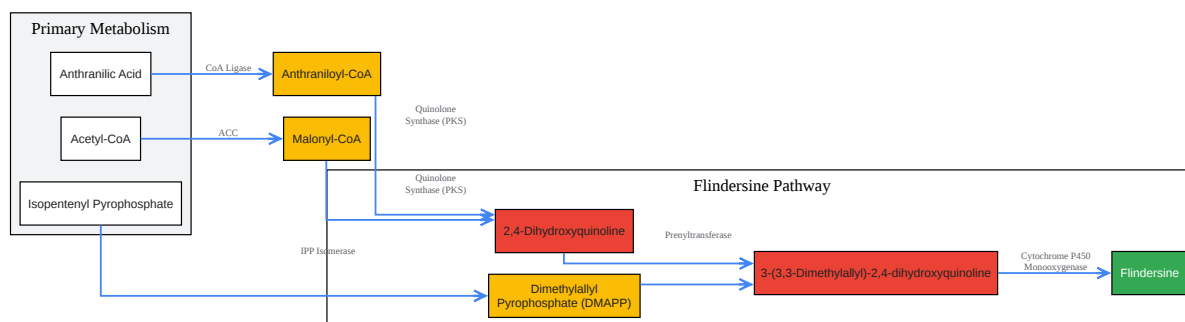 Primary Metabolism
Anthranilic Acid
CoA Ligase
Anthraniloyl-CoA
Quinolone
Synthase (PKS)
Acetyl-CoA
ACC
Malonyl-CoA
Quinolone
Synthase (PKS)
Flindersine Pathway
Isopentenyl Pyrophosphate
2,4-Dihydroxyquinoline
Prenyltransferase
IPP Isomerase
3-(3,3-Dimethylallyl)-2,4-dihydroxyquinoline
Cytochrome P450
Monooxygenase
Flindersine
Dimethylallyl
Pyrophosphate (DMAPP)